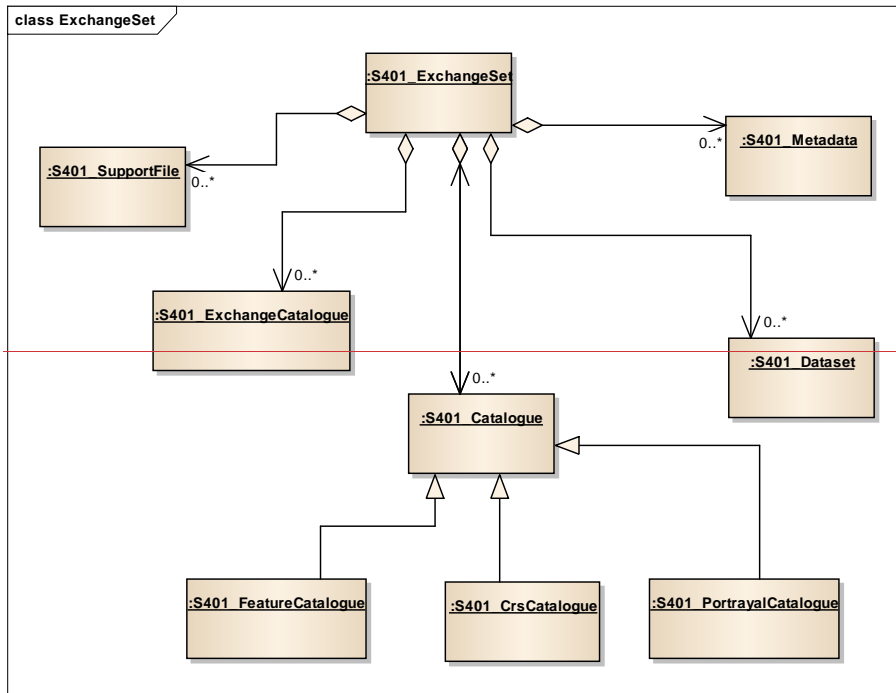 class ExchangeSet
:S401_ExchangeSet
:S401_Metadata
0..*
:S401_SupportFile
0..*
0..*
:S401_ExchangeCatalogue
0..*
:S401_Dataset
0..*
:S401_Catalogue
:S401_FeatureCatalogue
:S401_CrsCatalogue
:S401_PortrayalCatalogue